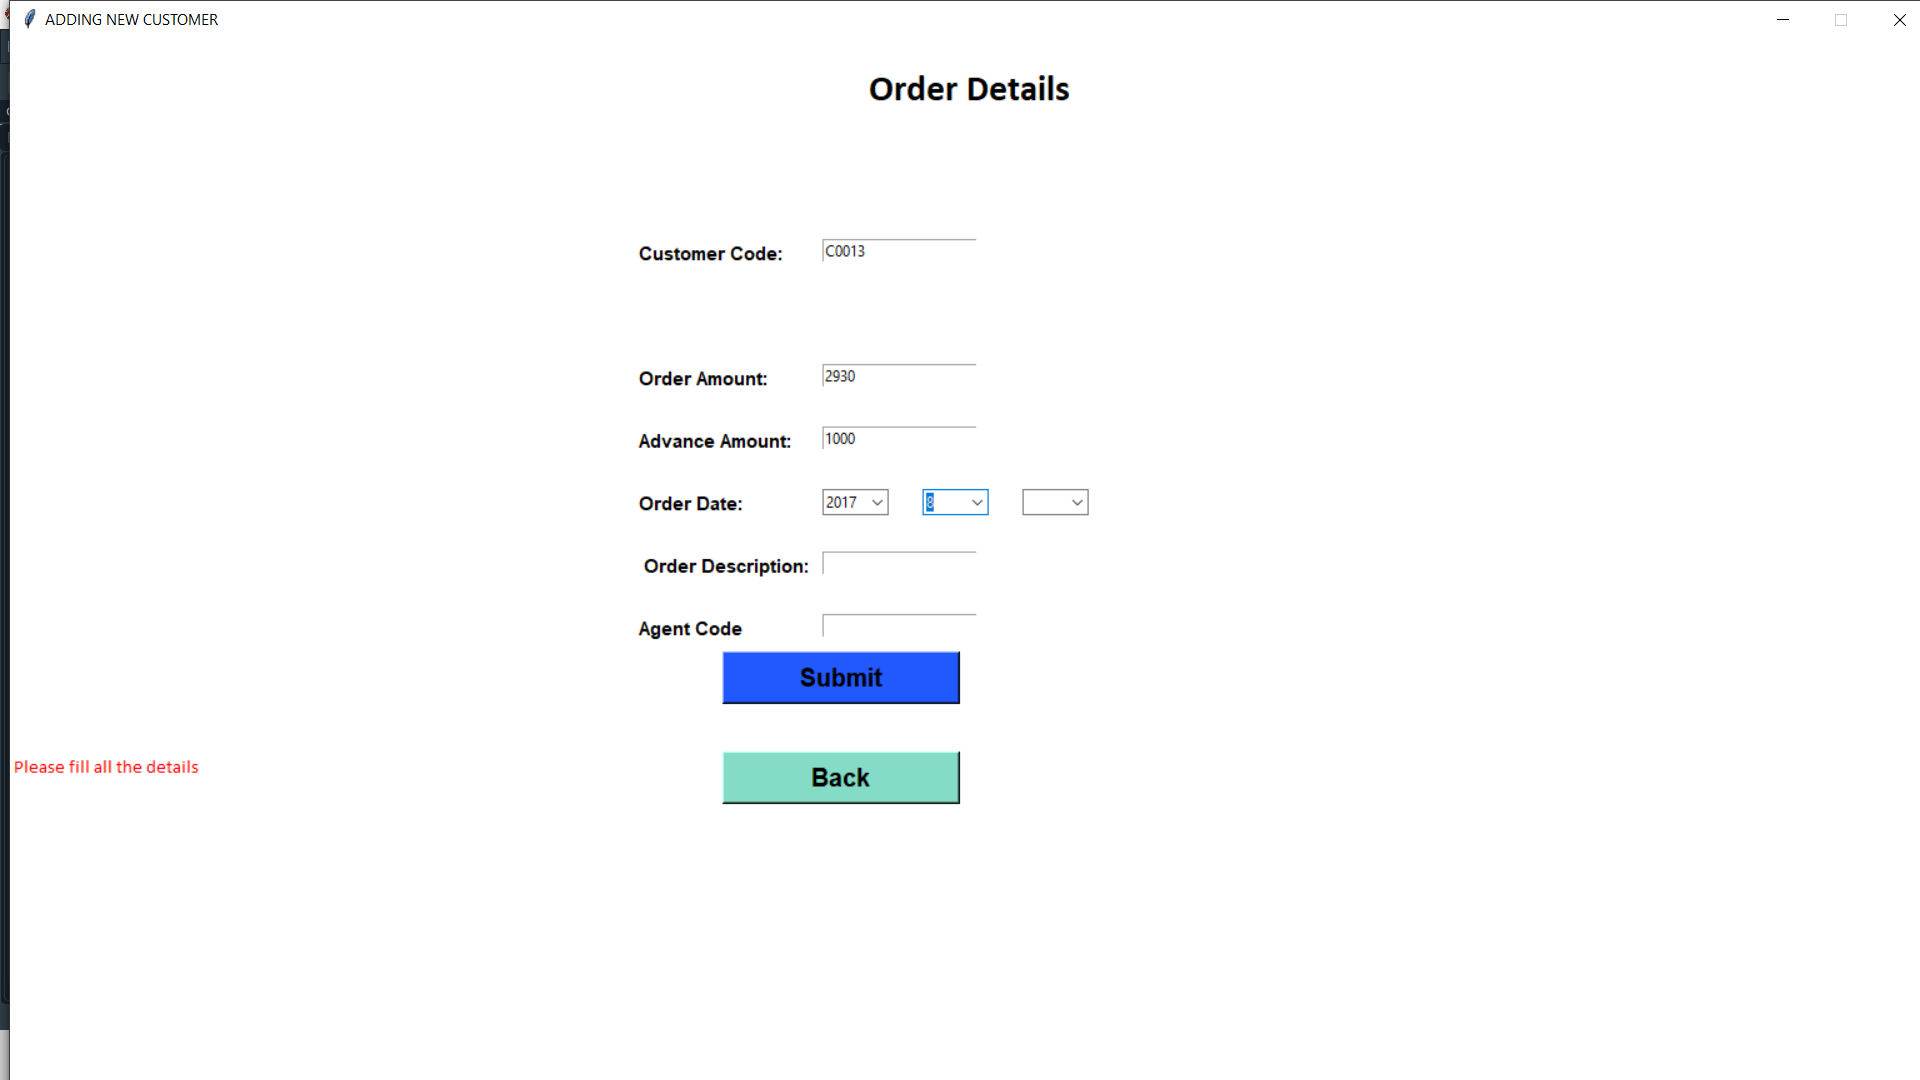 ADDING NEW CUSTOMER
Order Details
Customer Code: C0013
Order Amount: 2930
Advance Amount: 1000
Order Date: 2017 8
Order Description:
Agent Code
Submit
Please fill all the details
Back